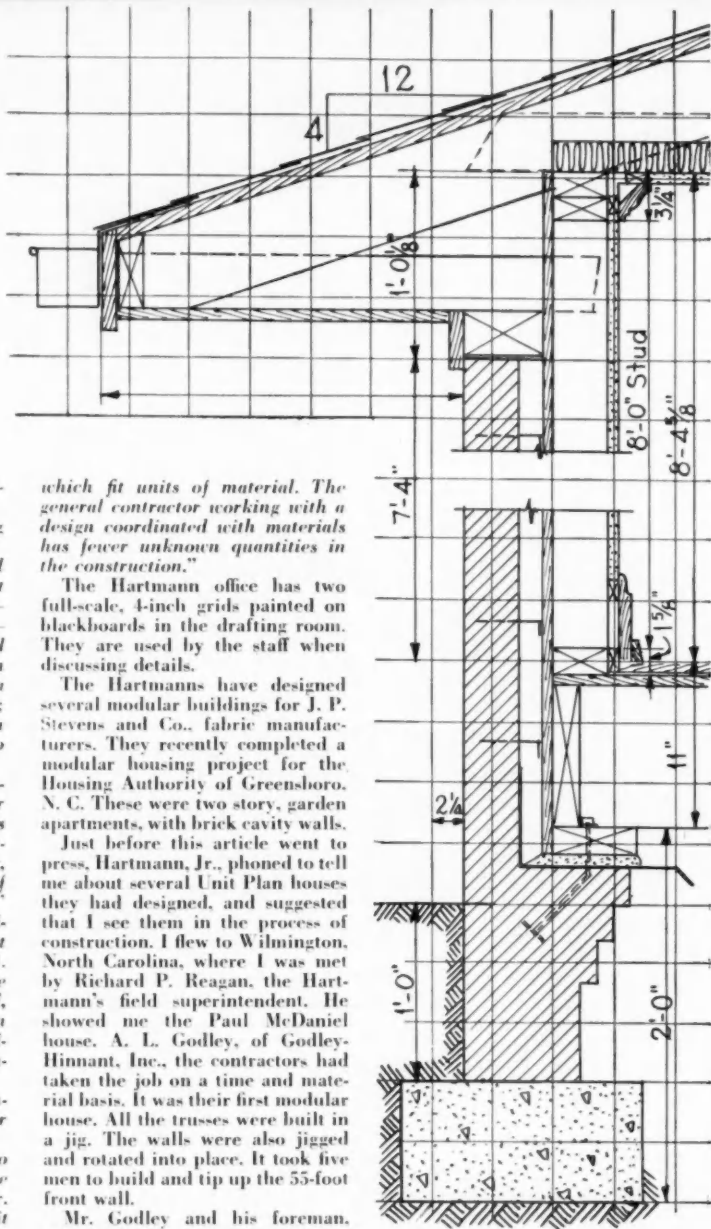 12
4
1'-0 1/8"
3 1/4"
8'-0" Stud
8'-4 5/8"
7'-4"
1 5/8"
11"
2 1/4
1'-0"
2'-0"
which fit units of material. The
general contractor working with a
design coordinated with materials
has fewer unknown quantities in
the construction."
The Hartmann office has two
full-scale, 4-inch grids painted on
blackboards in the drafting room.
They are used by the staff when
discussing details.
The Hartmanns have designed
several modular buildings for J. P.
Stevens and Co., fabric manufac-
turers. They recently completed a
modular housing project for the
Housing Authority of Greensboro,
N. C. These were two story, garden
apartments, with brick cavity walls.
Just before this article went to
press, Hartmann, Jr., phoned to tell
me about several Unit Plan houses
they had designed, and suggested
that I see them in the process of
construction. I flew to Wilmington,
North Carolina, where I was met
by Richard P. Reagan, the Hart-
mann's field superintendent. He
showed me the Paul McDaniel
house. A. L. Godley, of Godley-
Hinnant, Inc., the contractors had
taken the job on a time and mate-
rial basis. It was their first modular
house. All the trusses were built in
a jig. The walls were also jigged
and rotated into place. It took five
men to build and tip up the 55-foot
front wall.
Mr. Godley and his foreman,